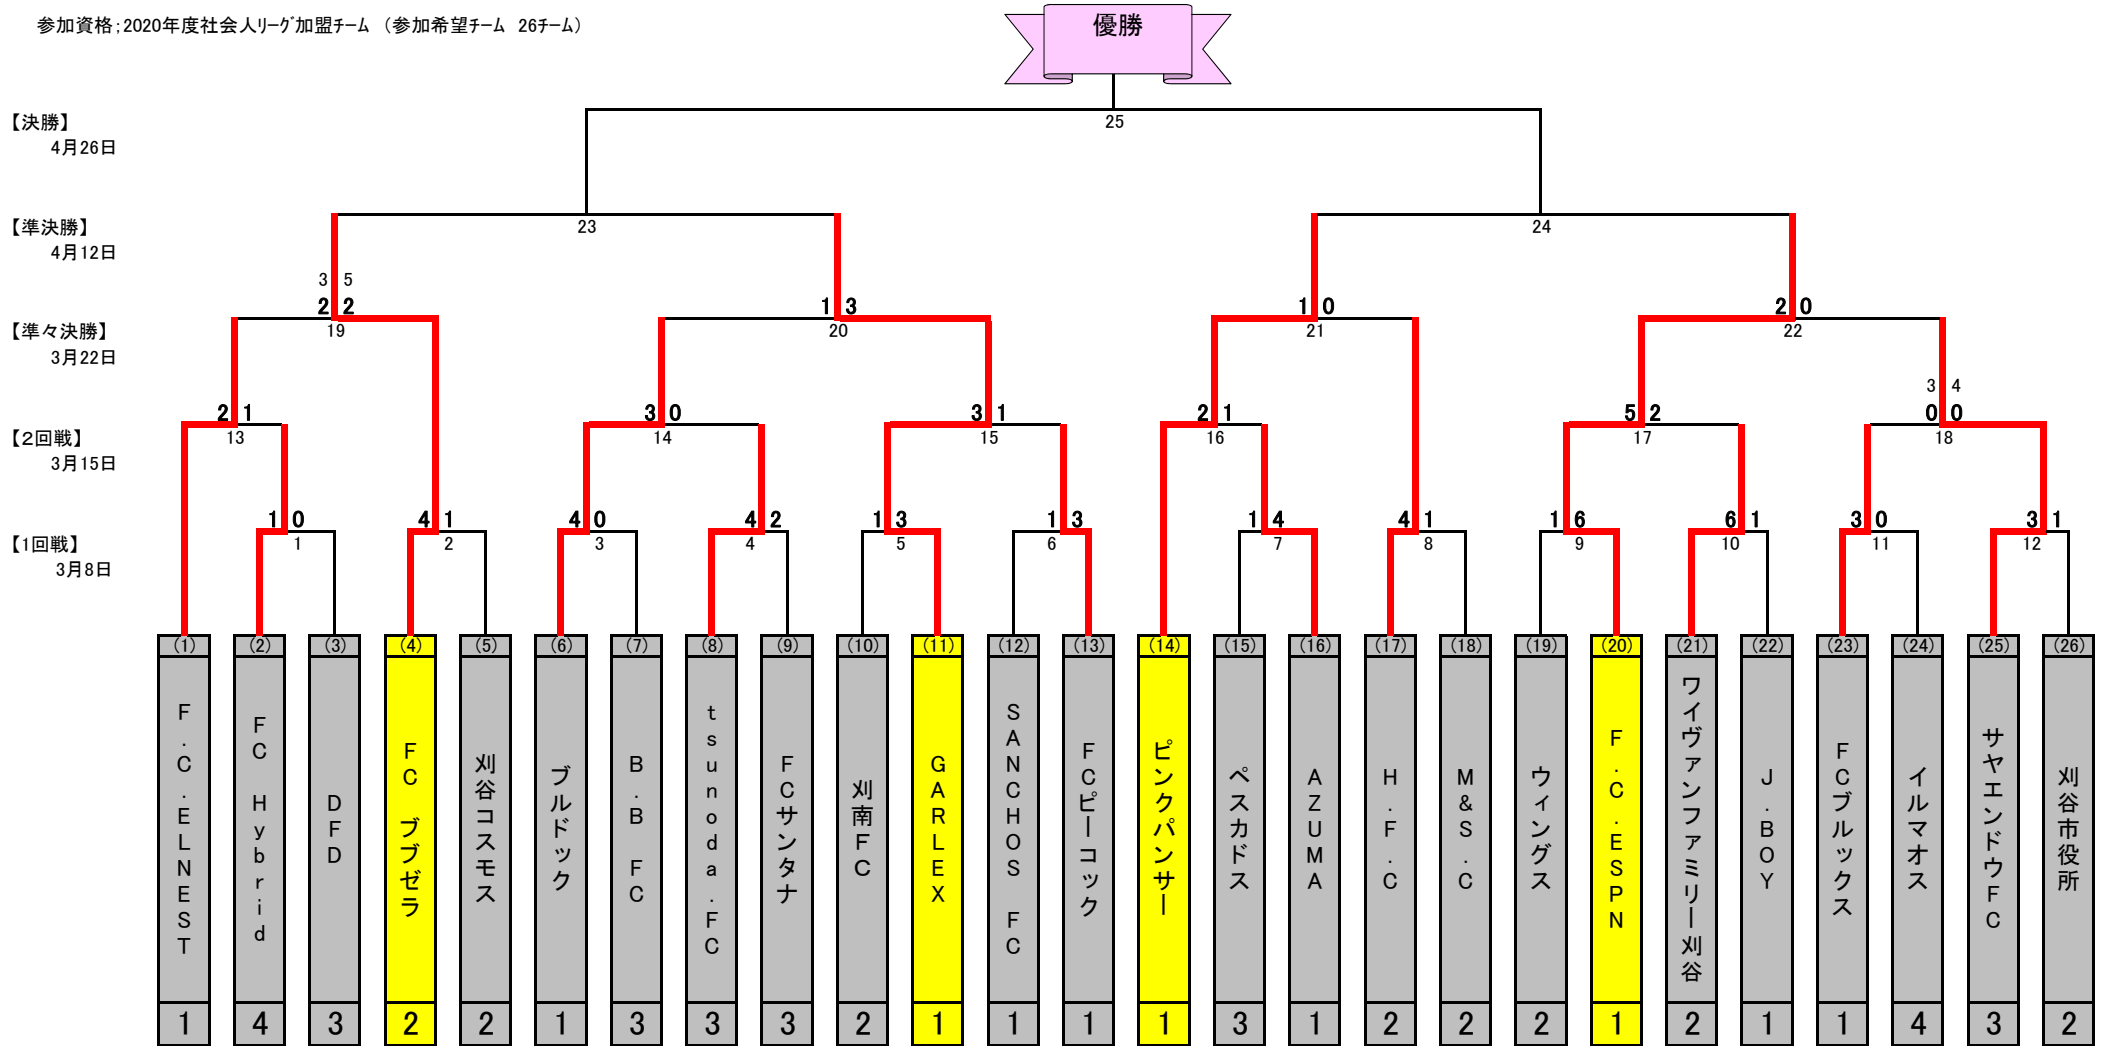 参加資格；2020年度社会人ﾘｰｸﾞ加盟ﾁｰﾑ （参加希望ﾁｰﾑ 26ﾁｰﾑ）
優勝
【決勝】
4月26日
25
【準決勝】
4月12日
23
24
3 5
2 2
1 3
1 0
2 0
【準々決勝】
3月22日
19
20
21
22
3 4
2 1
3 0
3 1
2 1
5 2
0 0
【２回戦】
3月15日
13
14
15
16
17
18
1 0
4 1
4 0
4 2
1 3
1 3
1 4
4 1
1 6
6 1
3 0
3 1
【1回戦】
3月8日
1
2
3
4
5
6
7
8
9
10
11
12
(1)
F.C.ELNEST
1
(2)
FC Hybrid
4
(3)
DFD
3
(4)
FC ブブゼラ
2
(5)
刈谷コスモス
2
(6)
ブルドック
1
(7)
B.B FC
3
(8)
tsunoda.FC
3
(9)
FCサンタナ
3
(10)
刈南FC
2
(11)
GARLEX
1
(12)
SANCHOS FC
1
(13)
FCピーコック
1
(14)
ピンクパンサー
1
(15)
ペスカドス
3
(16)
AZUMA
1
(17)
H.F.C
2
(18)
M&S.C
2
(19)
ウィングス
2
(20)
F.C.ESPN
1
(21)
ワイヴァンファミリー刈谷
2
(22)
J.BOY
1
(23)
FCブルックス
1
(24)
イルマオス
4
(25)
サヤエンドウFC
3
(26)
刈谷市役所
2